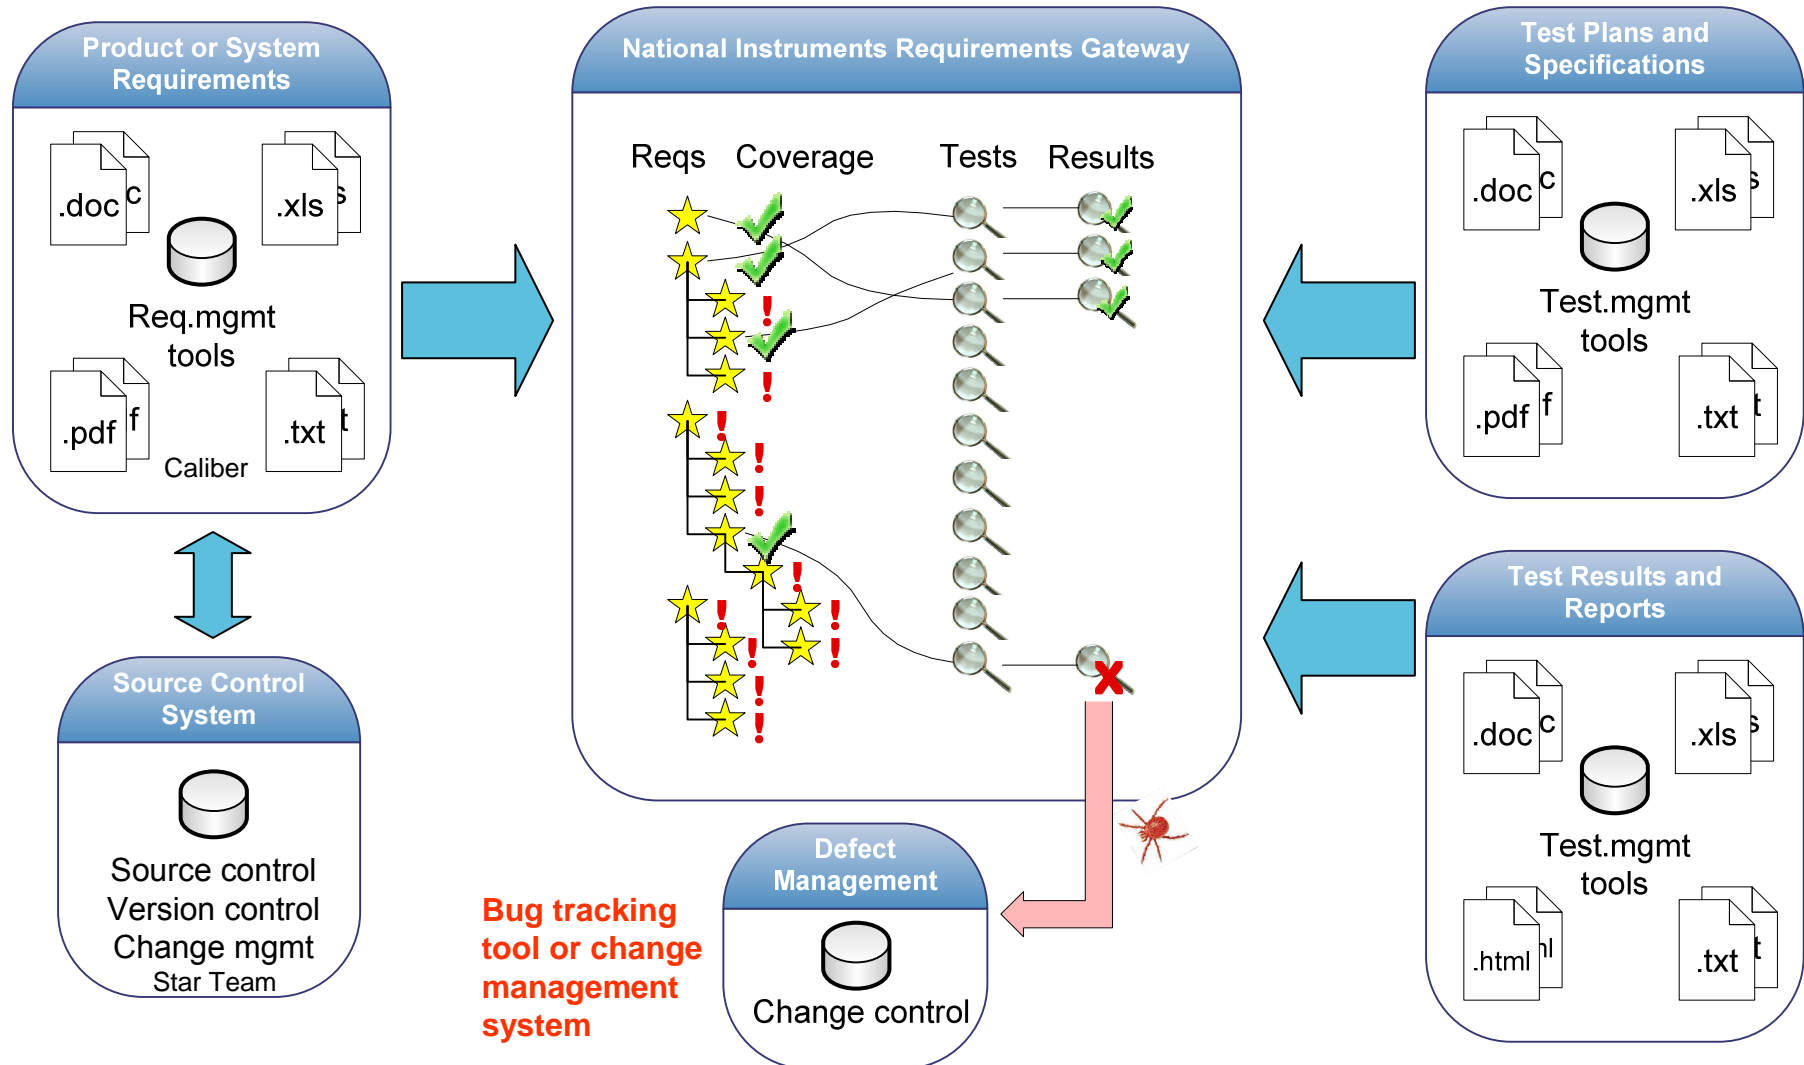 Product or System
Requirements
.doc
c
.xls
s
Req.mgmt
tools
.pdf
f
.txt
t
Caliber
Source Control
System
Source control
Version control
Change mgmt
Star Team
National Instruments Requirements Gateway
Reqs Coverage Tests Results
!
!
!
!
!
!
!
!
!
!
!
!
X
Bug tracking
tool or change
management
system
Defect
Management
Change control
Test Plans and
Specifications
.doc
c
.xls
s
Test.mgmt
tools
.pdf
f
.txt
t
Test Results and
Reports
.doc
c
.xls
s
Test.mgmt
tools
.html
nl
.txt
t